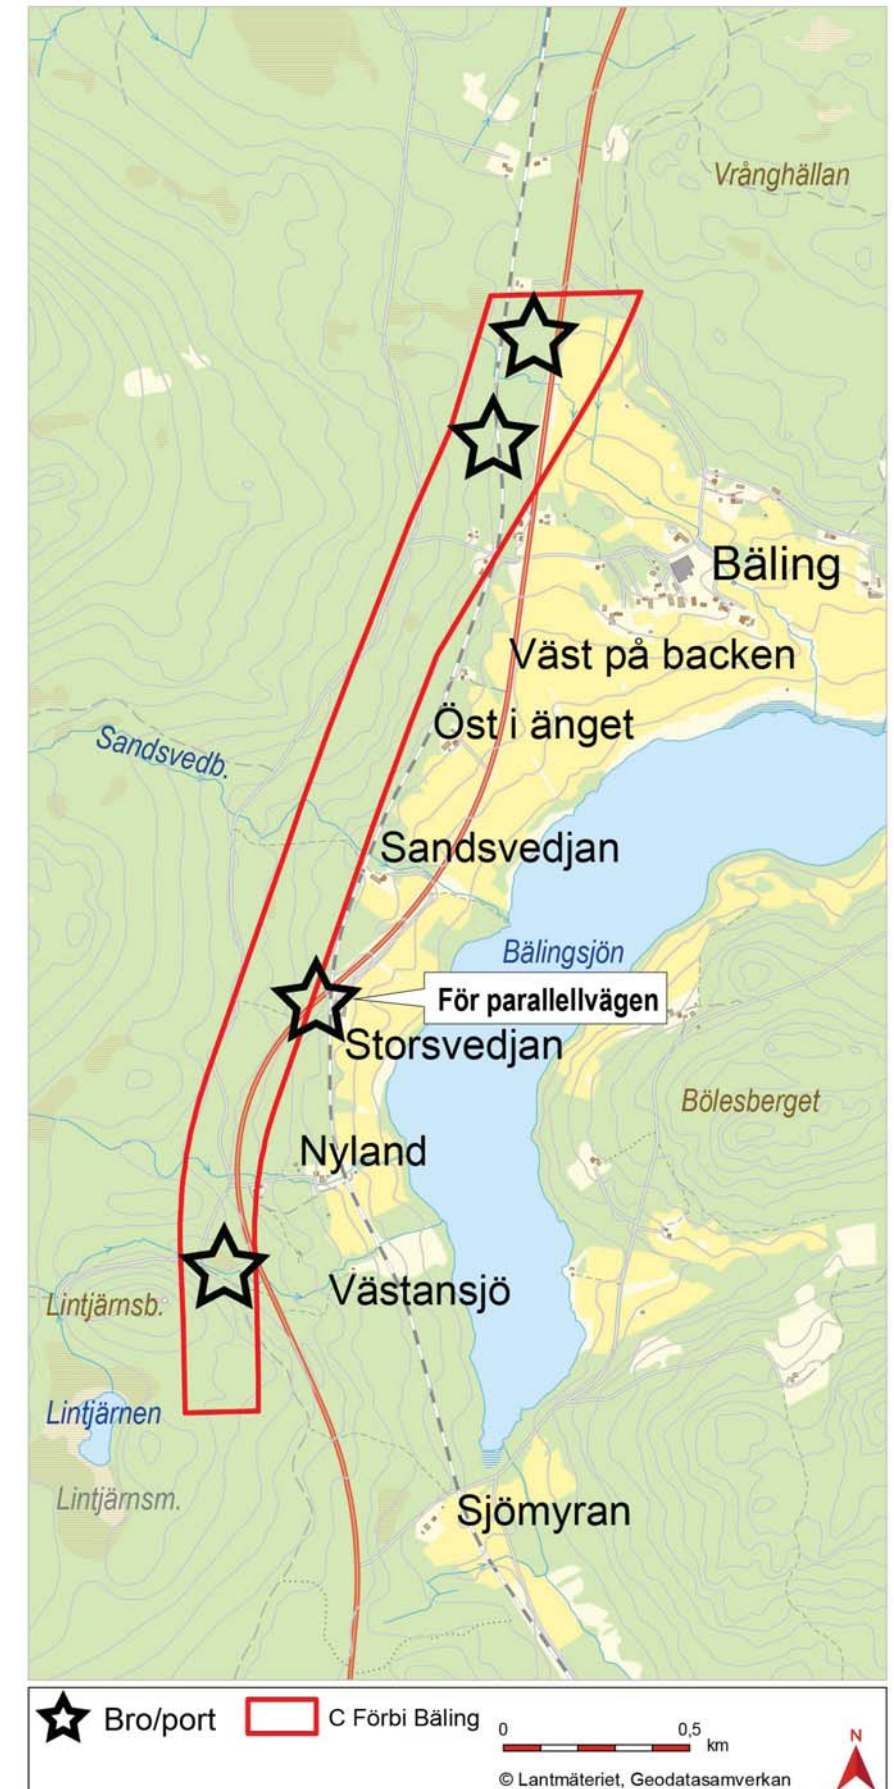 Vrånghällan
Bäling
Väst på backen
Öst i änget
Sandsvedb.
Sandsvedjan
Bälingsjön
För parallellvägen
Storsvedjan
Bölesberget
Nyland
Västansjö
Lintjärnsb.
Lintjärnen
Lintjärnsm.
Sjömyran
Bro/port
C Förbi Bäling
0 0,5
km
N
© Lantmäteriet, Geodatasamverkan